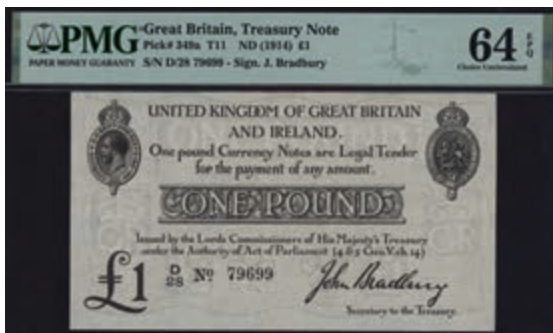 PMG
PAPER MONEY GUARANTY
Great Britain, Treasury Note
Pick# 349a T11 ND (1914) £1
S/N D/28 79699 - Sign. J. Bradbury
64 EPQ
Choice Uncirculated
UNITED KINGDOM OF GREAT BRITAIN
AND IRELAND.
One pound Currency Notes are Legal Tender
for the payment of any amount.
ONE POUND
Issued by the Lords Commissioners of His Majesty's Treasury
under the Authority of Act of Parliament (4 & 5 Geo. V. ch. 14)
£1 D/28 No 79699 John Bradbury
Secretary to the Treasury.